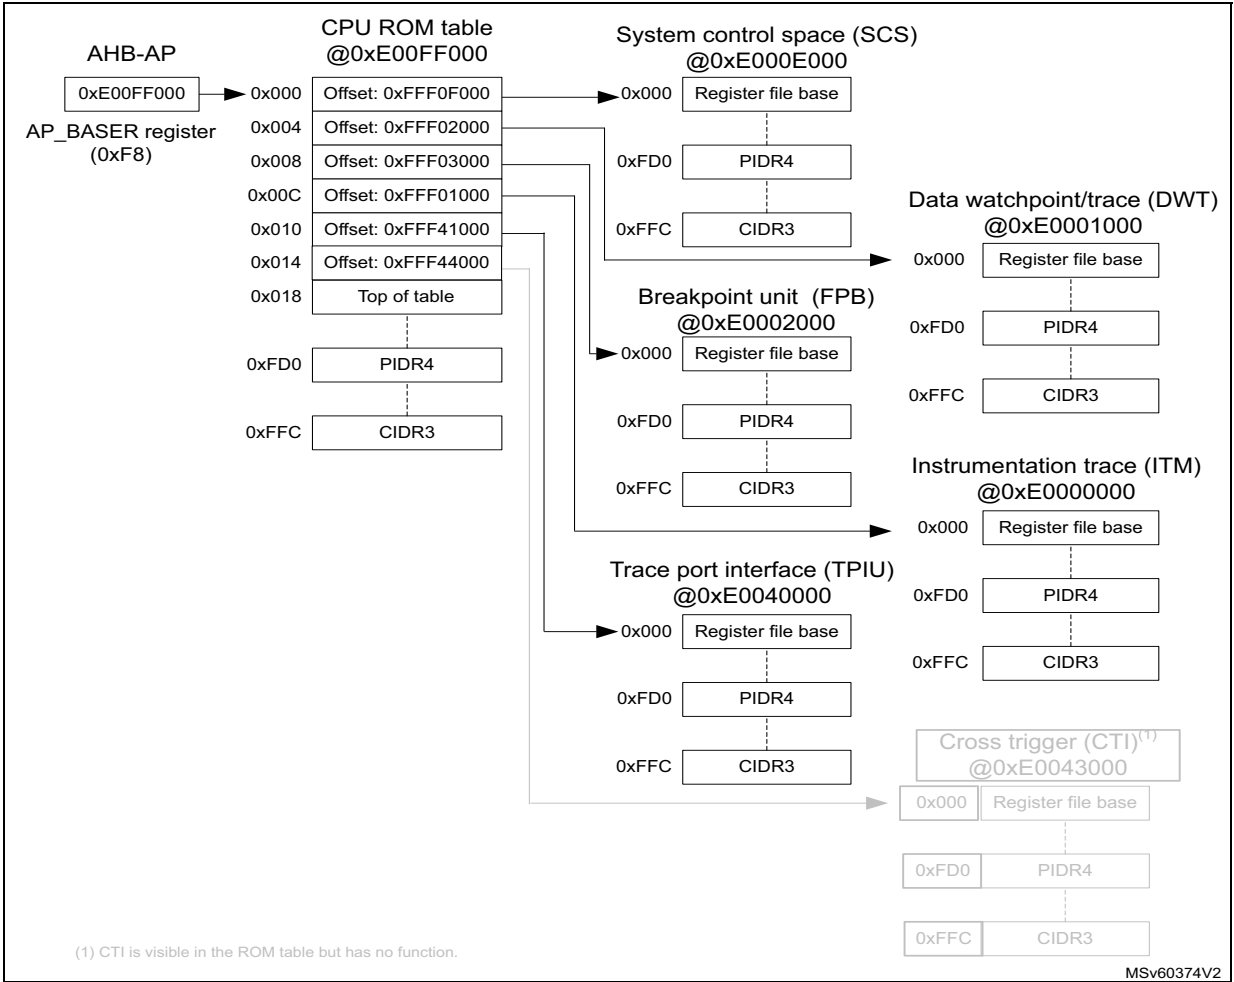 AHB-AP
0xE00FF000
AP_BASER register
(0xF8)
CPU ROM table
@0xE00FF000
0x000 Offset: 0xFFF0F000
0x004 Offset: 0xFFF02000
0x008 Offset: 0xFFF03000
0x00C Offset: 0xFFF01000
0x010 Offset: 0xFFF41000
0x014 Offset: 0xFFF44000
0x018 Top of table
0xFD0 PIDR4
0xFFC CIDR3
System control space (SCS)
@0xE000E000
0x000 Register file base
0xFD0 PIDR4
0xFFC CIDR3
Breakpoint unit (FPB)
@0xE0002000
0x000 Register file base
0xFD0 PIDR4
0xFFC CIDR3
Trace port interface (TPIU)
@0xE0040000
0x000 Register file base
0xFD0 PIDR4
0xFFC CIDR3
Data watchpoint/trace (DWT)
@0xE0001000
0x000 Register file base
0xFD0 PIDR4
0xFFC CIDR3
Instrumentation trace (ITM)
@0xE0000000
0x000 Register file base
0xFD0 PIDR4
0xFFC CIDR3
Cross trigger (CTI)(1)
@0xE0043000
0x000 Register file base
0xFD0 PIDR4
0xFFC CIDR3
(1) CTI is visible in the ROM table but has no function.
MSv60374V2